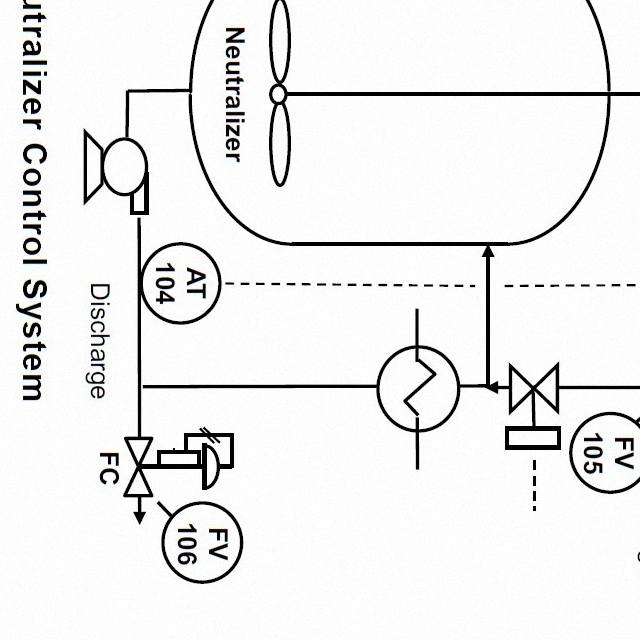 Neutralizer
FV
105
AT
104
Discharge
FV
106
FC
utralizer Control System